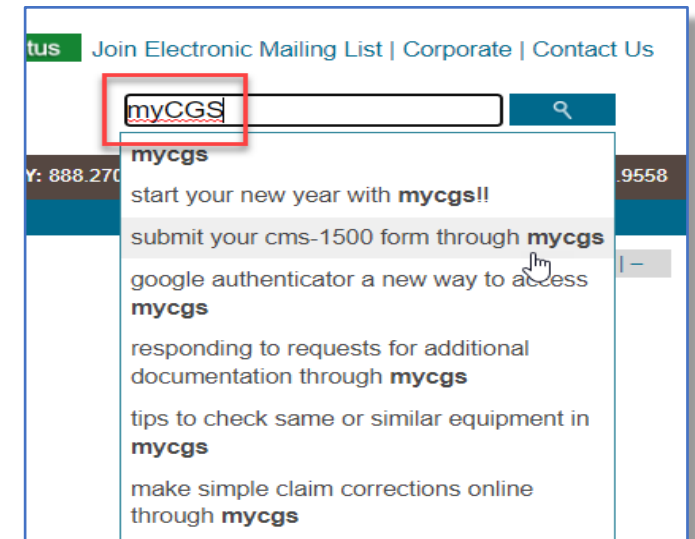 tus Join Electronic Mailing List | Corporate | Contact Us
myCGS
Y: 888.270 .9558
mycgs
start your new year with mycgs!!
submit your cms-1500 form through mycgs
| –
google authenticator a new way to access
mycgs
responding to requests for additional
documentation through mycgs
tips to check same or similar equipment in
mycgs
make simple claim corrections online
through mycgs